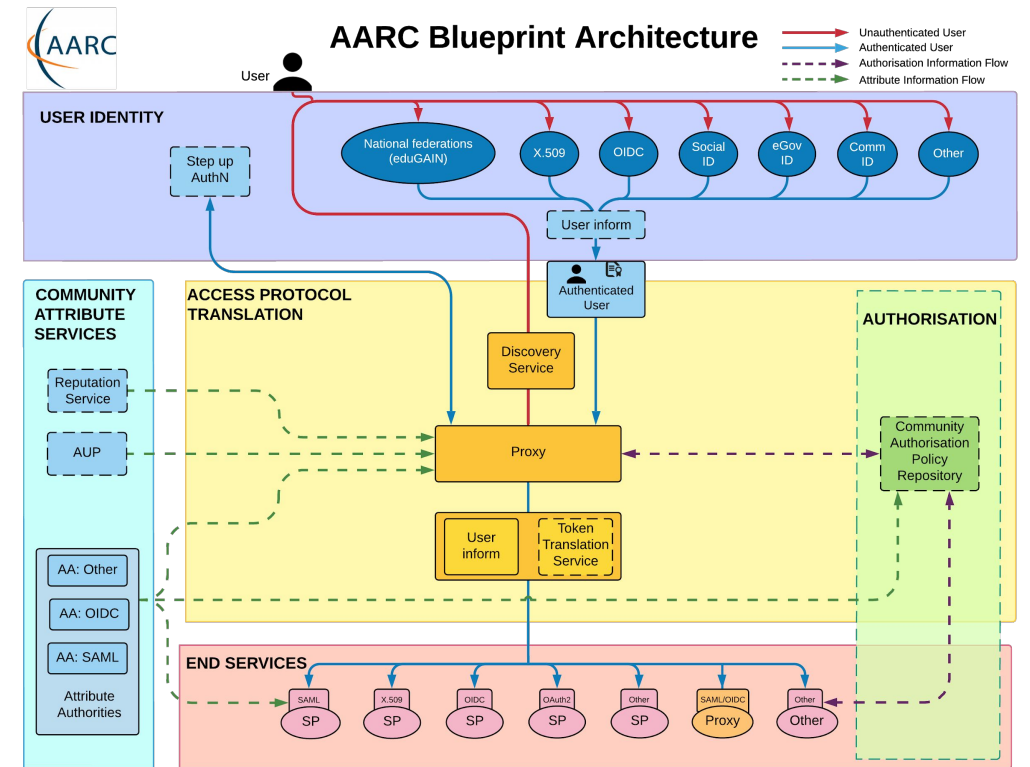 AARC
AARC Blueprint Architecture
Unauthenticated User
Authenticated User
Authorisation Information Flow
Attribute Information Flow
User
USER IDENTITY
Step up
AuthN
National federations
(eduGAIN)
X.509
OIDC
Social
ID
eGov
ID
Comm
ID
Other
User inform
Authenticated
User
COMMUNITY
ATTRIBUTE
SERVICES
ACCESS PROTOCOL
TRANSLATION
AUTHORISATION
Discovery
Service
Reputation
Service
AUP
Proxy
Community
Authorisation
Policy
Repository
User
inform
Token
Translation
Service
AA: Other
AA: OIDC
AA: SAML
Attribute
Authorities
END SERVICES
SAML
SP
X.509
SP
OIDC
SP
OAuth2
SP
Other
SP
SAML/OIDC
Proxy
Other
Other